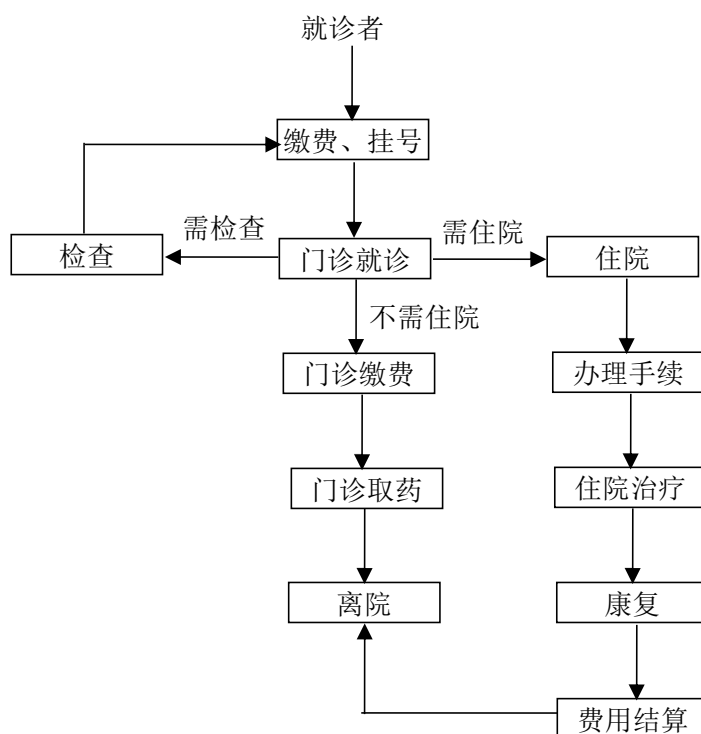 就诊者
缴费、挂号
需检查
需住院
检查
门诊就诊
住院
不需住院
门诊缴费
办理手续
门诊取药
住院治疗
离院
康复
费用结算